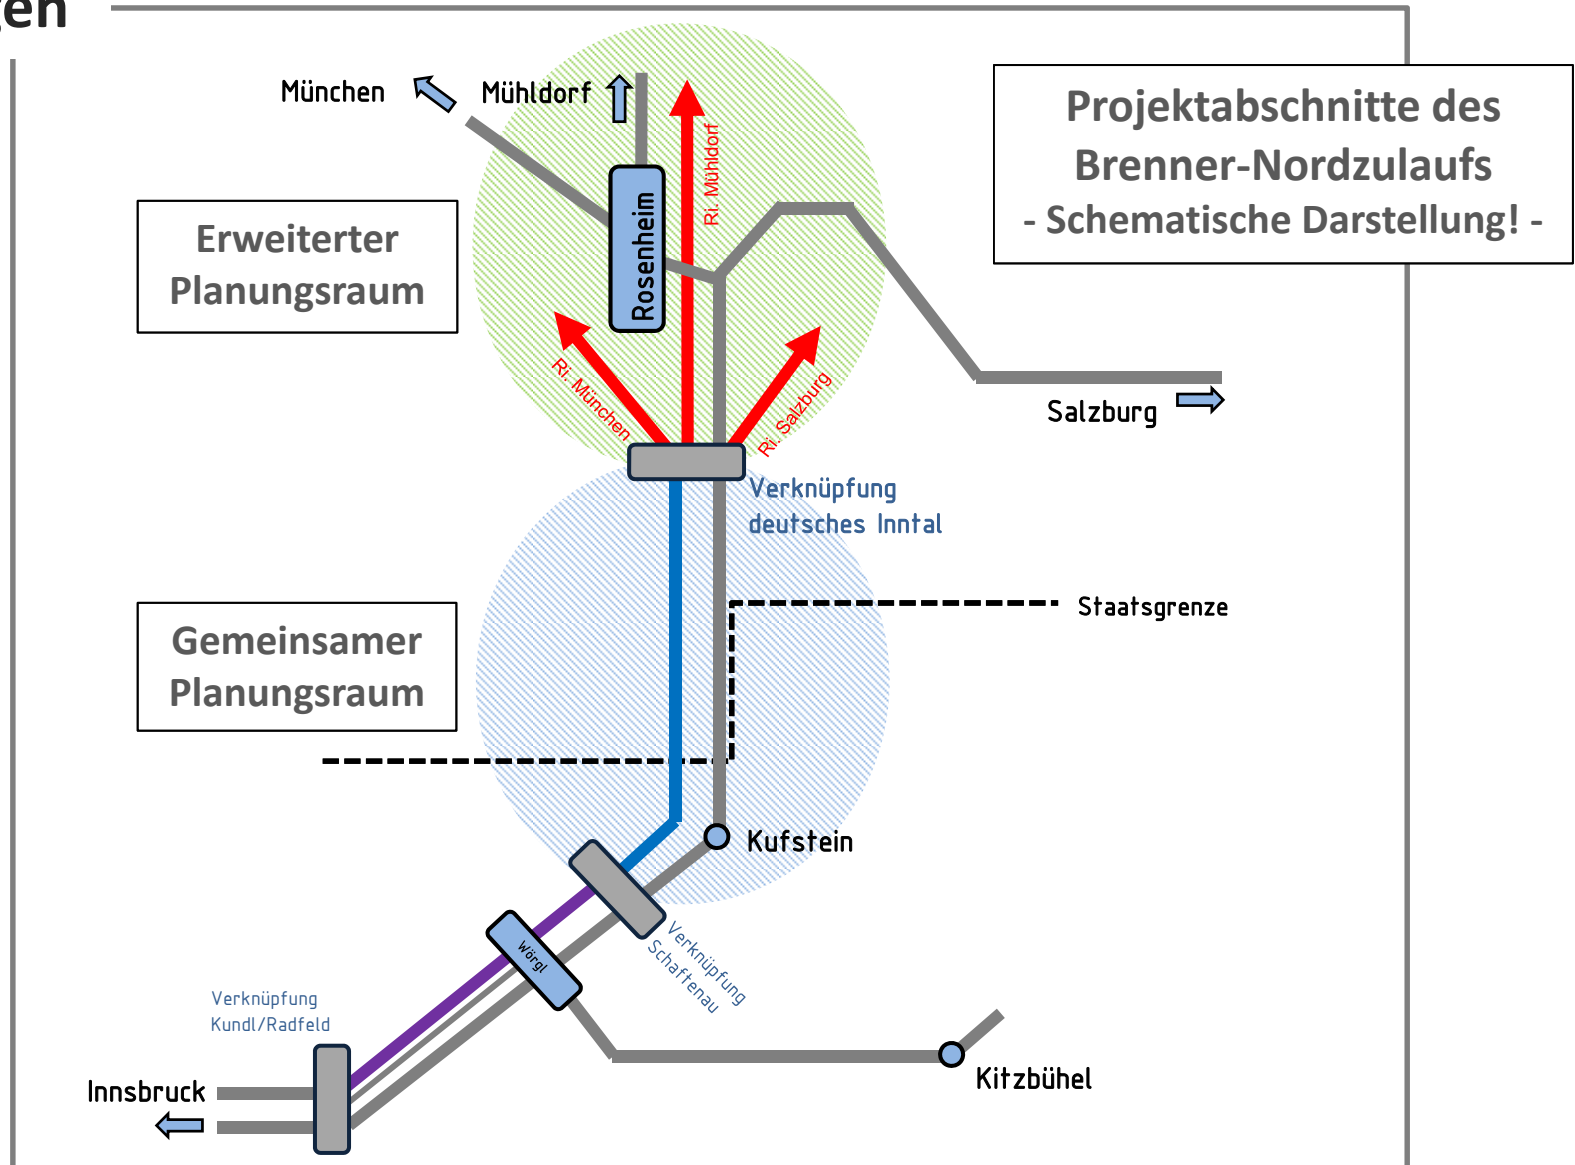 gen
Projektabschnitte des
Brenner-Nordzulaufs
- Schematische Darstellung! -
München
Mühldorf
Ri. Mühldorf
Rosenheim
Erweiterter
Planungsraum
Ri. München
Ri. Salzburg
Salzburg
Verknüpfung
deutsches Inntal
Staatsgrenze
Gemeinsamer
Planungsraum
Kufstein
Verknüpfung
Schaftenau
Wörgl
Verknüpfung
Kundl/Radfeld
Innsbruck
Kitzbühel